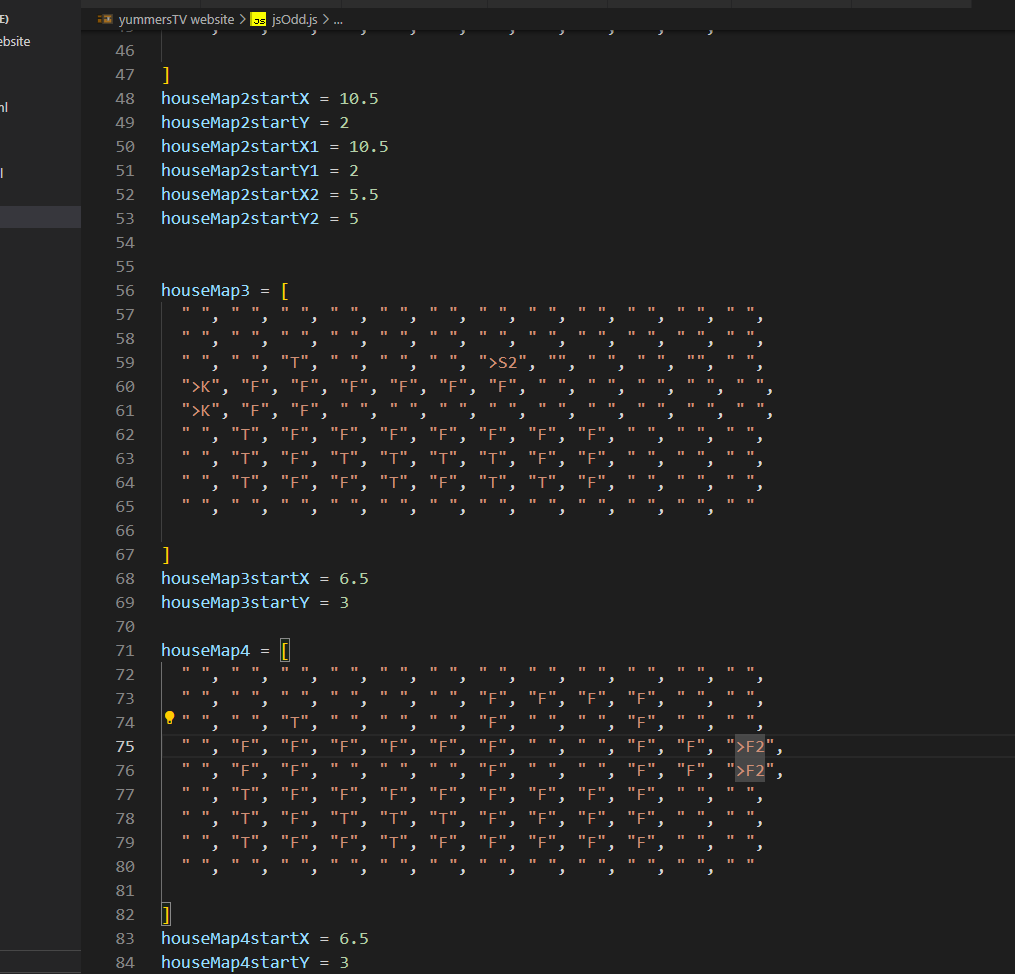 E)
ebsite
nl
l
yummersTV website > JS jsOdd.js > ...
46
47 ]
48 houseMap2startX = 10.5
49 houseMap2startY = 2
50 houseMap2startX1 = 10.5
51 houseMap2startY1 = 2
52 houseMap2startX2 = 5.5
53 houseMap2startY2 = 5
54
55
56 houseMap3 = [
57 " ", " ", " ", " ", " ", " ", " ", " ", " ", " ", " ", " ",
58 " ", " ", " ", " ", " ", " ", " ", " ", " ", " ", " ", " ",
59 " ", " ", "T", " ", " ", " ", ">S2", "", " ", " ", "", " ",
60 ">K", "F", "F", "F", "F", "F", "F", " ", " ", " ", " ", " ",
61 ">K", "F", "F", " ", " ", " ", " ", " ", " ", " ", " ", " ",
62 " ", "T", "F", "F", "F", "F", "F", "F", "F", " ", " ", " ",
63 " ", "T", "F", "T", "T", "T", "T", "F", "F", " ", " ", " ",
64 " ", "T", "F", "F", "T", "F", "T", "T", "F", " ", " ", " ",
65 " ", " ", " ", " ", " ", " ", " ", " ", " ", " ", " ", " "
66
67 ]
68 houseMap3startX = 6.5
69 houseMap3startY = 3
70
71 houseMap4 = [
72 " ", " ", " ", " ", " ", " ", " ", " ", " ", " ", " ", " ",
73 " ", " ", " ", " ", " ", " ", "F", "F", "F", "F", " ", " ",
74 " ", " ", "T", " ", " ", " ", "F", " ", " ", "F", " ", " ",
75 " ", "F", "F", "F", "F", "F", "F", " ", " ", "F", "F", ">F2",
76 " ", "F", "F", " ", " ", " ", "F", " ", " ", "F", "F", ">F2",
77 " ", "T", "F", "F", "F", "F", "F", "F", "F", "F", " ", " ",
78 " ", "T", "F", "T", "T", "T", "F", "F", "F", "F", " ", " ",
79 " ", "T", "F", "F", "T", "F", "F", "F", "F", "F", " ", " ",
80 " ", " ", " ", " ", " ", " ", " ", " ", " ", " ", " ", " "
81
82 ]
83 houseMap4startX = 6.5
84 houseMap4startY = 3